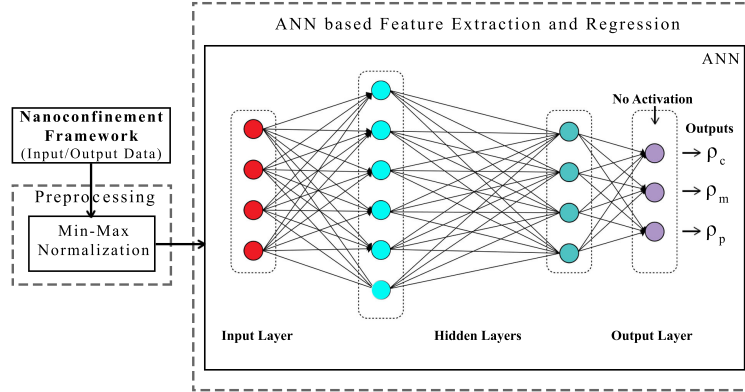 ANN based Feature Extraction and Regression
ANN
Nanoconfinement
Framework
(Input/Output Data)
Preprocessing
Min-Max
Normalization
No Activation
Outputs
ρc
ρm
ρp
Input Layer
Hidden Layers
Output Layer